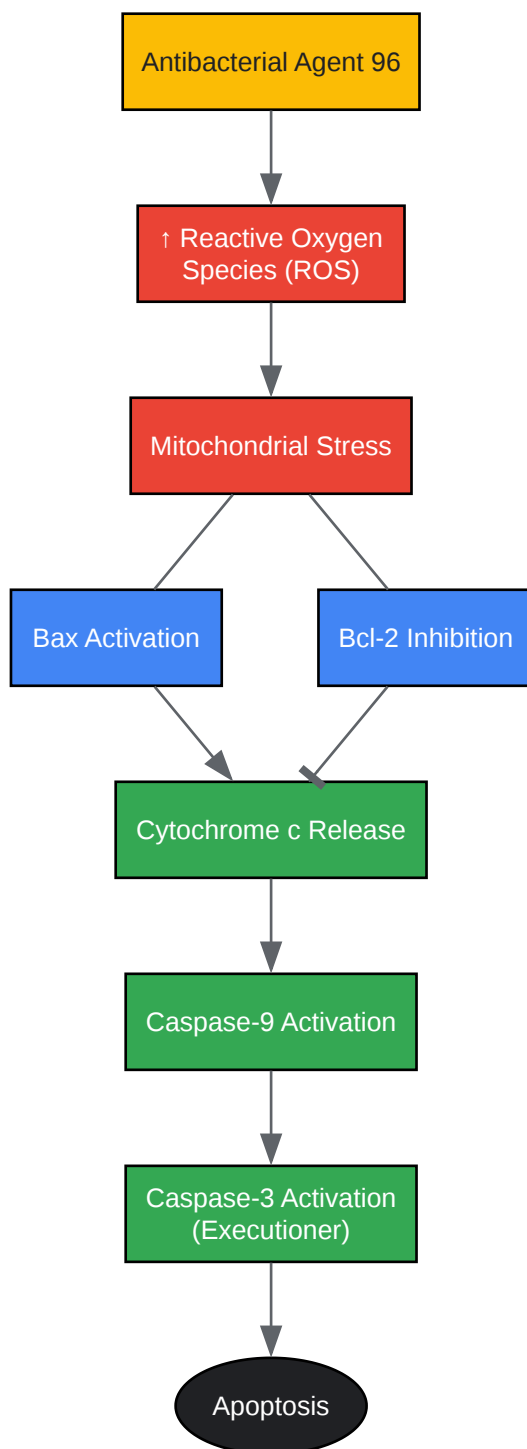 Antibacterial Agent 96
↑ Reactive Oxygen
Species (ROS)
Mitochondrial Stress
Bax Activation
Bcl-2 Inhibition
Cytochrome c Release
Caspase-9 Activation
Caspase-3 Activation
(Executioner)
Apoptosis